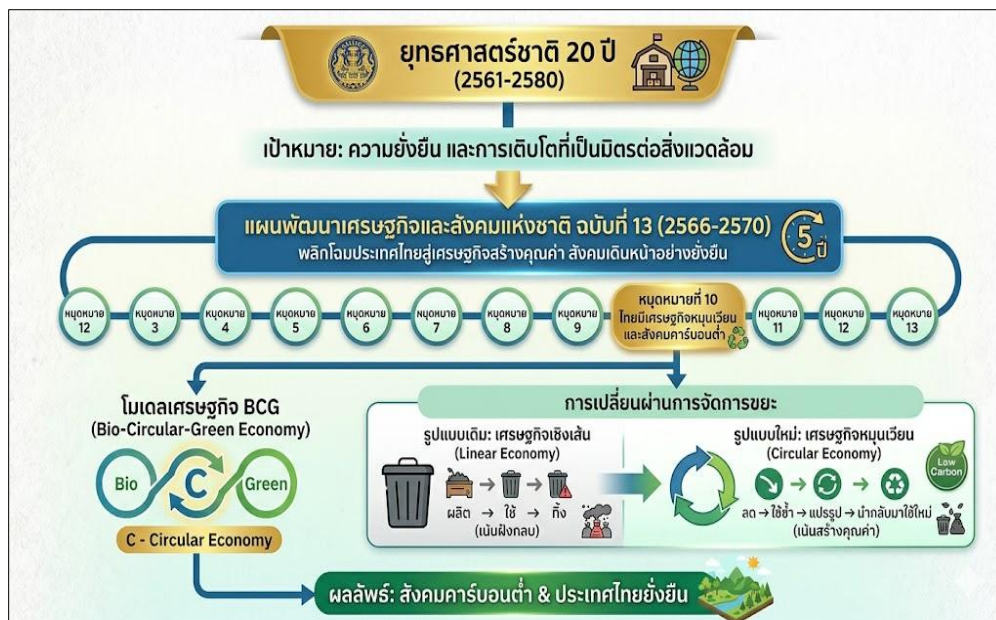 ยุทธศาสตร์ชาติ 20 ปี
(2561-2580)
เป้าหมาย: ความยั่งยืน และการเติบโตที่เป็นมิตรต่อสิ่งแวดล้อม
แผนพัฒนาเศรษฐกิจและสังคมแห่งชาติ ฉบับที่ 13 (2566-2570)
พลิกโฉมประเทศไทยสู่เศรษฐกิจสร้างคุณค่า สังคมเดินหน้าอย่างยั่งยืน
5
ปี
หมุดหมาย
12
หมุดหมาย
3
หมุดหมาย
4
หมุดหมาย
5
หมุดหมาย
6
หมุดหมาย
7
หมุดหมาย
8
หมุดหมาย
9
หมุดหมายที่ 10
ไทยมีเศรษฐกิจหมุนเวียน
และสังคมคาร์บอนต่ำ
หมุดหมาย
11
หมุดหมาย
12
หมุดหมาย
13
โมเดลเศรษฐกิจ BCG
(Bio-Circular-Green Economy)
Bio
C
Green
C - Circular Economy
การเปลี่ยนผ่านการจัดการขยะ
รูปแบบเดิม: เศรษฐกิจเชิงเส้น
(Linear Economy)
ผลิต → ใช้ → ทิ้ง
(เน้นฝังกลบ)
รูปแบบใหม่: เศรษฐกิจหมุนเวียน
(Circular Economy)
Low
Carbon
ลด → ใช้ซ้ำ → แปรรูป → นำกลับมาใช้ใหม่
(เน้นสร้างคุณค่า)
ผลลัพธ์: สังคมคาร์บอนต่ำ & ประเทศไทยยั่งยืน